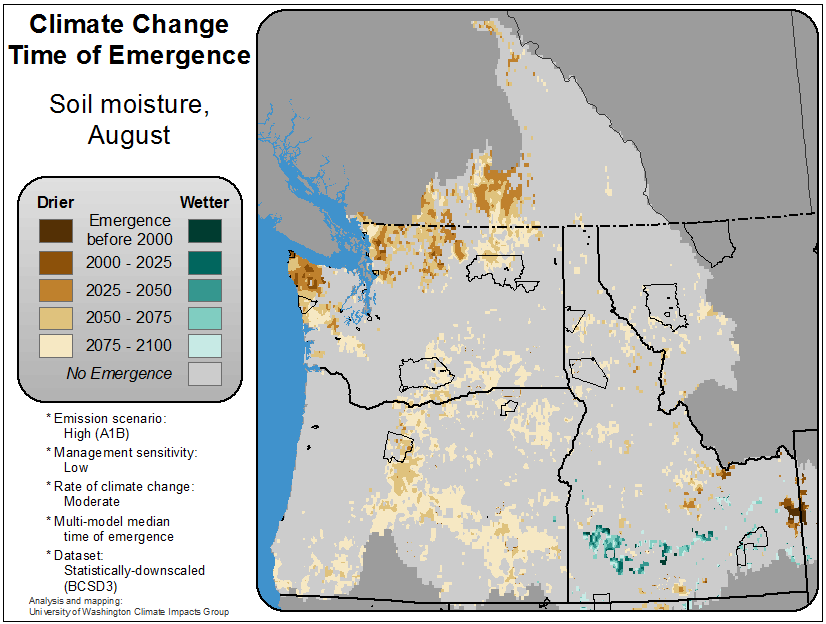 Climate Change
Time of Emergence
Soil moisture,
August
Drier
Wetter
Emergence
before 2000
2000 - 2025
2025 - 2050
2050 - 2075
2075 - 2100
No Emergence
* Emission scenario:
High (A1B)
* Management sensitivity:
Low
* Rate of climate change:
Moderate
* Multi-model median
time of emergence
* Dataset:
Statistically-downscaled
(BCSD3)
Analysis and mapping:
University of Washington Climate Impacts Group